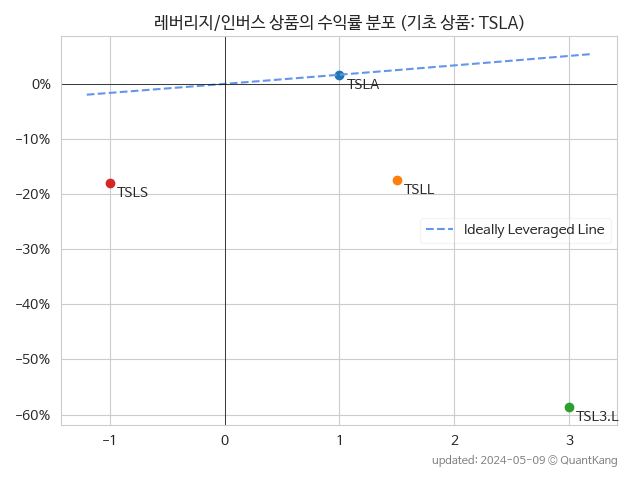 레버리지/인버스 상품의 수익률 분포 (기초 상품: TSLA)
0%
TSLA
−10%
TSLS
TSLL
−20%
Ideally Leveraged Line
−30%
−40%
−50%
−60%
TSL3.L
−1
0
1
2
3
updated: 2024-05-09 © QuantKang